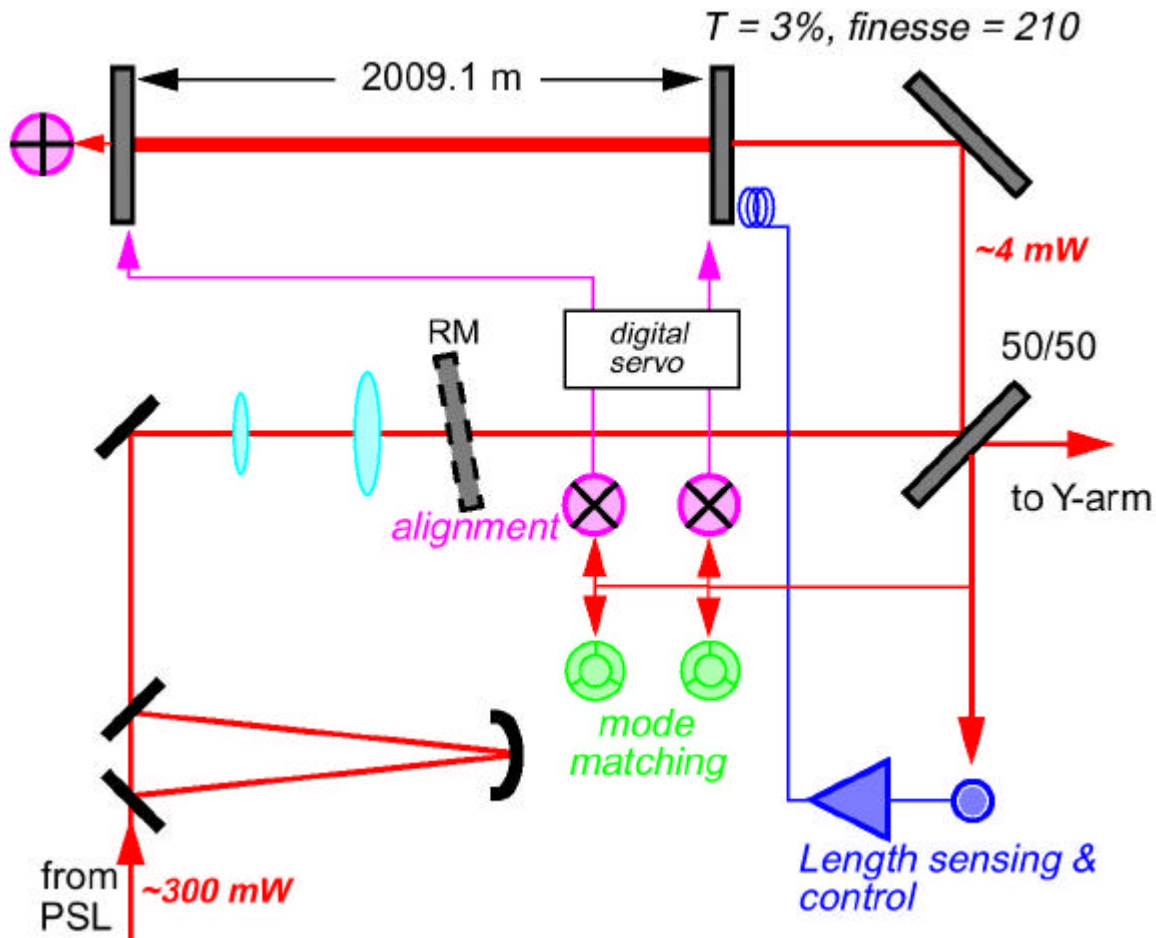 T = 3%, finesse = 210
2009.1 m
~4 mW
RM
digital
servo
50/50
to Y-arm
alignment
mode
matching
Length sensing &
control
from
PSL
~300 mW